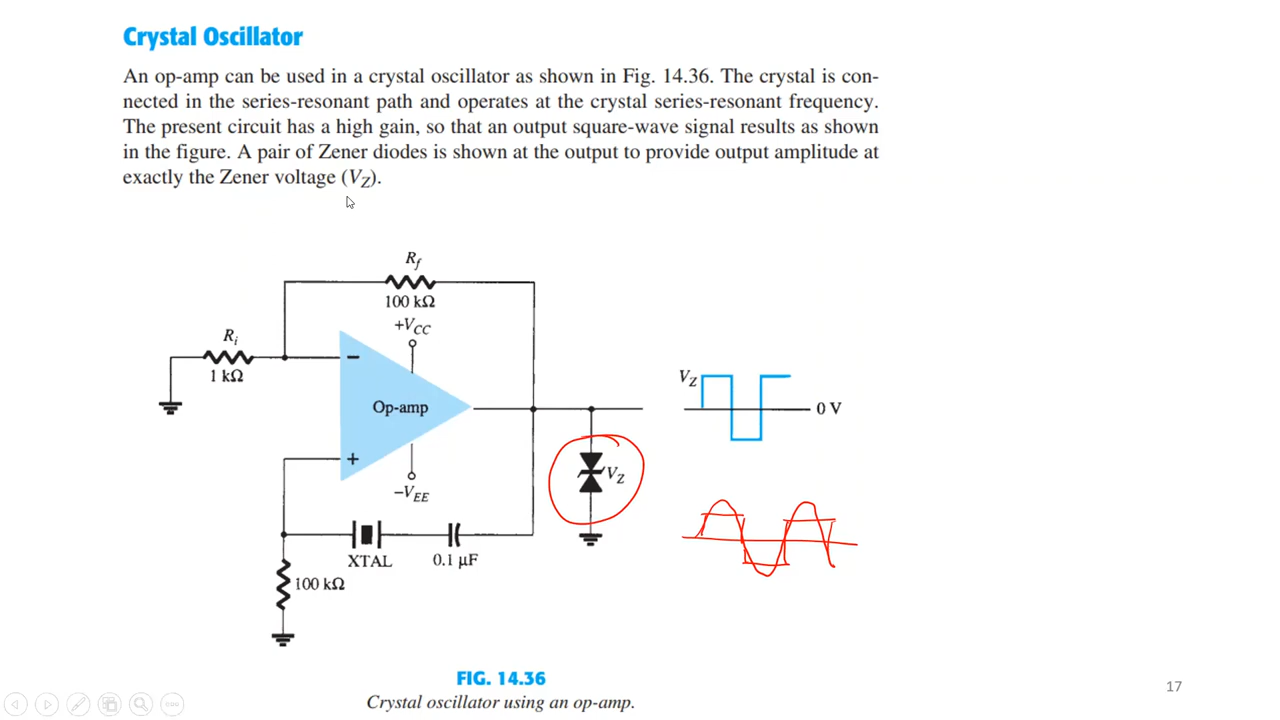 Crystal Oscillator
An op-amp can be used in a crystal oscillator as shown in Fig. 14.36. The crystal is con-
nected in the series-resonant path and operates at the crystal series-resonant frequency.
The present circuit has a high gain, so that an output square-wave signal results as shown
in the figure. A pair of Zener diodes is shown at the output to provide output amplitude at
exactly the Zener voltage (VZ).
Rf
100 kΩ
+VCC
Ri
1 kΩ
−
Op-amp
+
−VEE
VZ
0 V
VZ
XTAL
0.1 μF
100 kΩ
FIG. 14.36
Crystal oscillator using an op-amp.
17